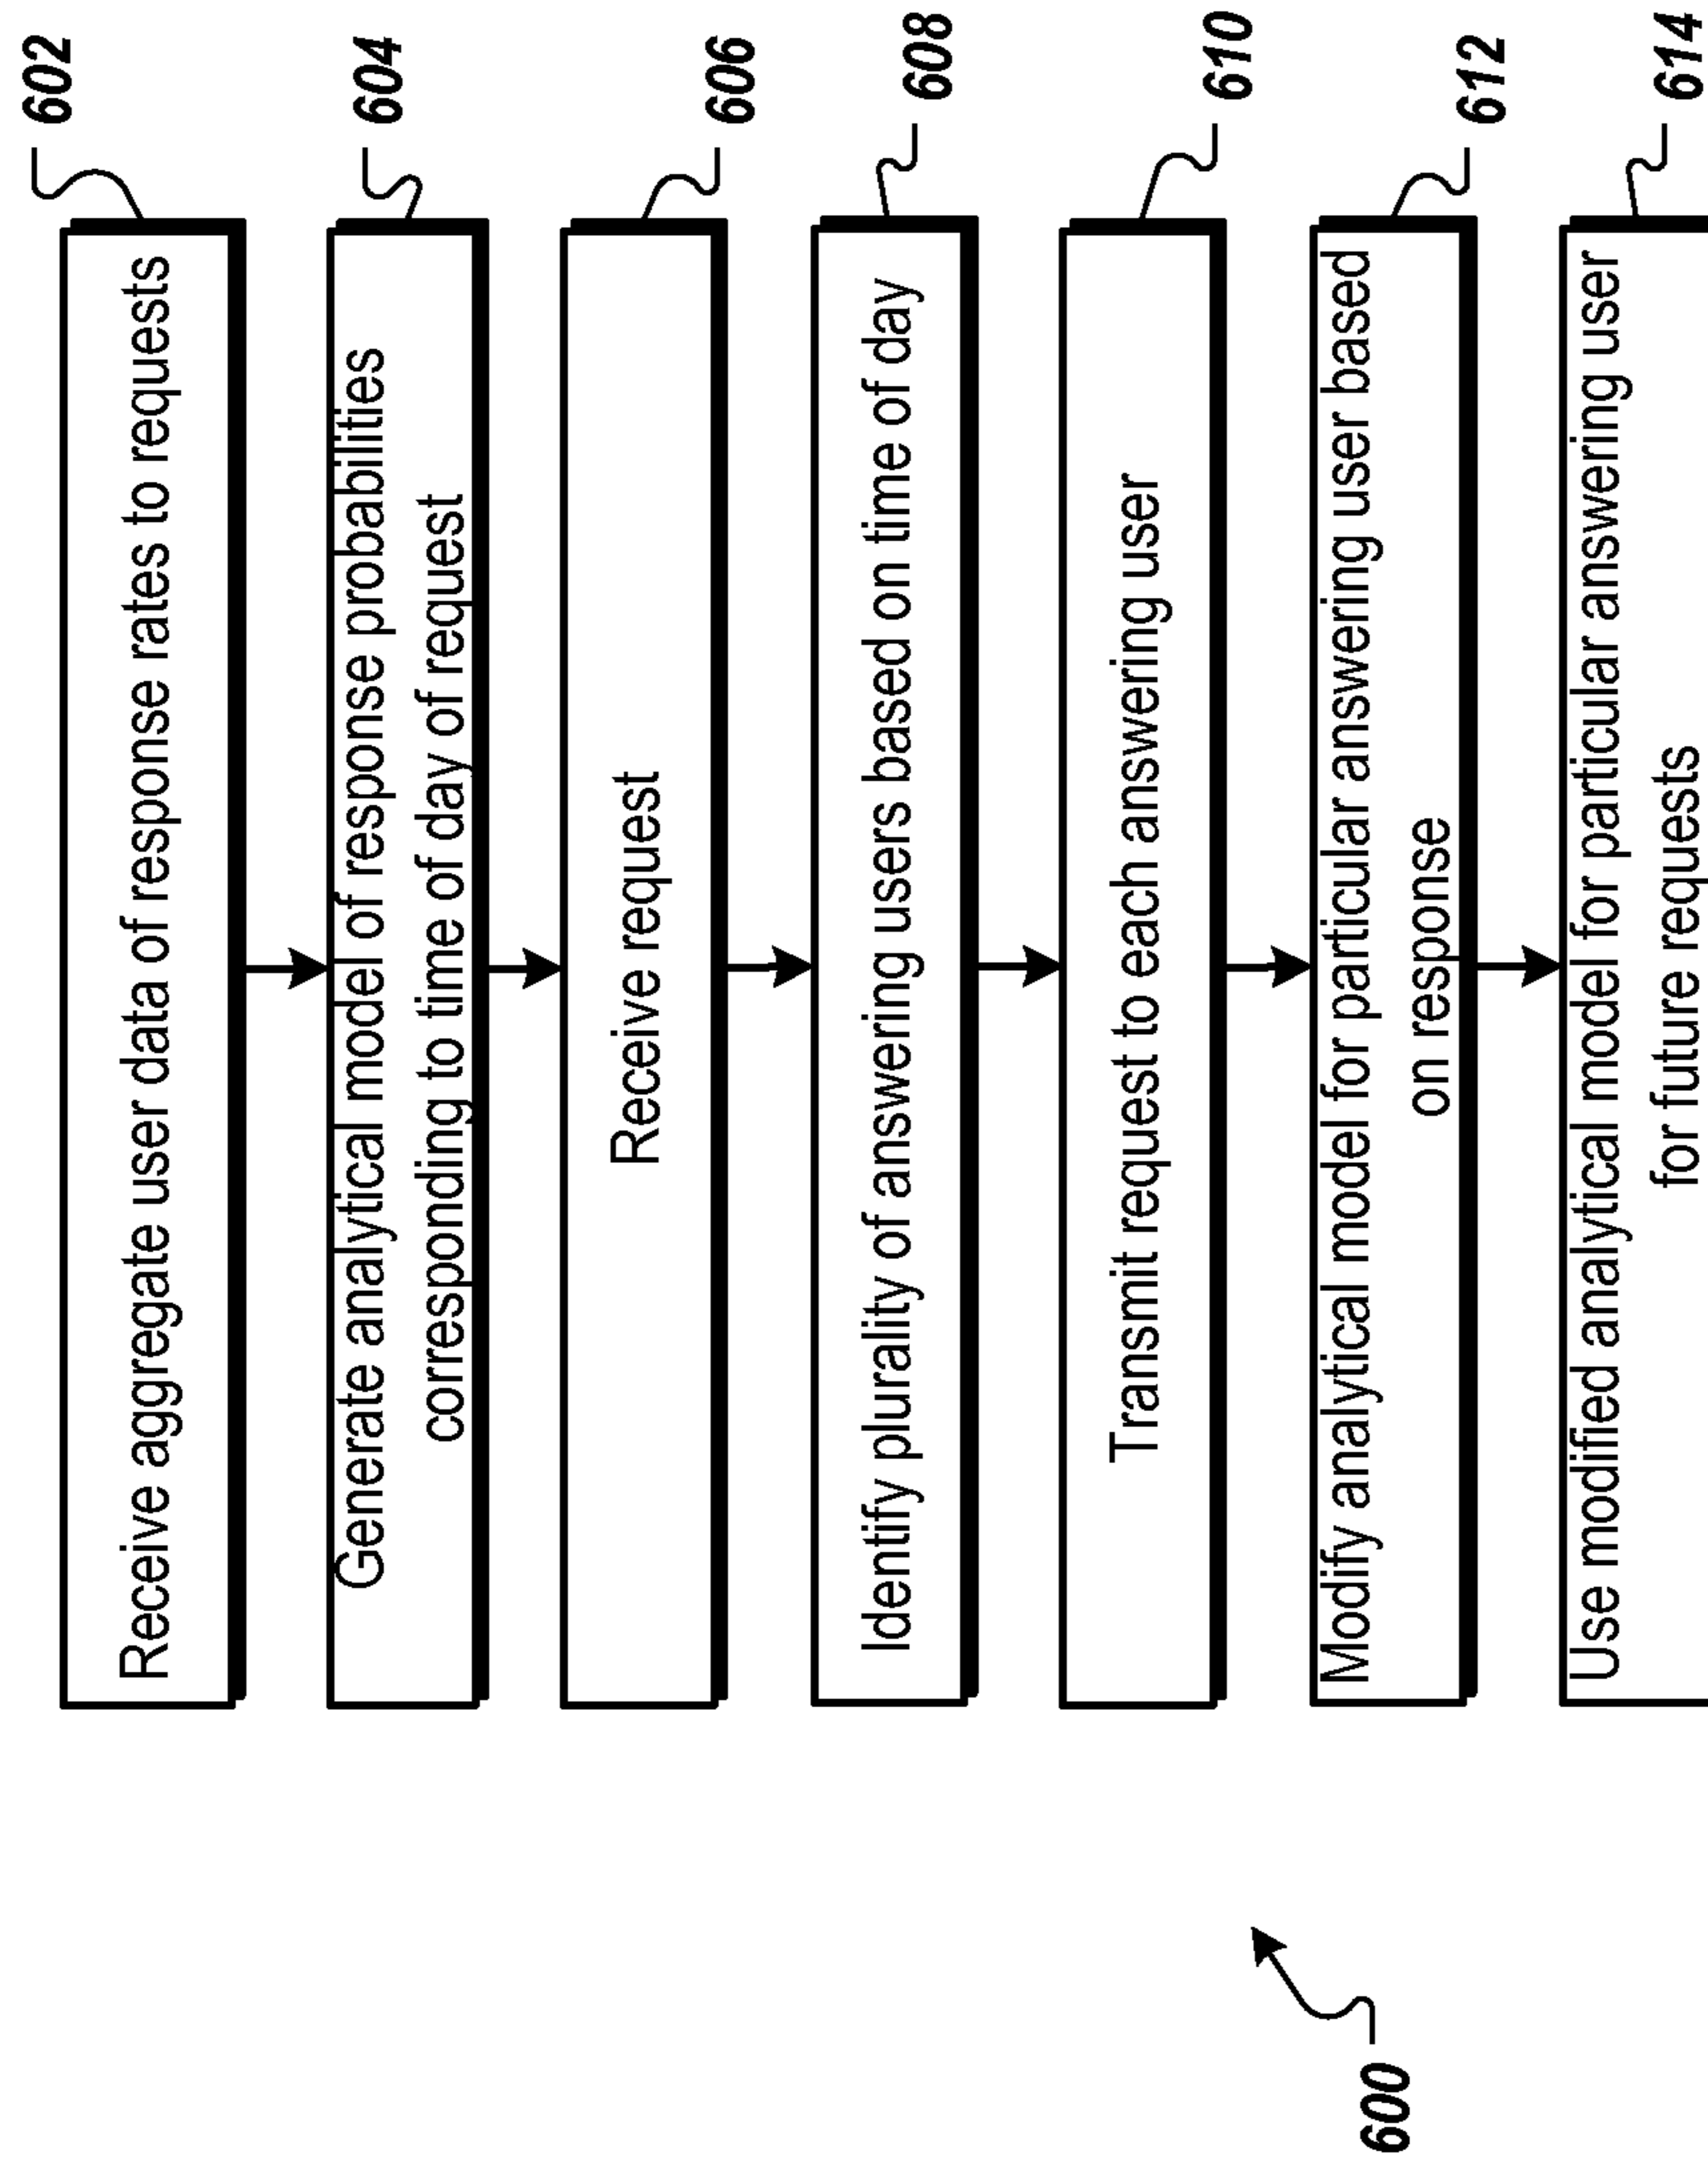 602
Receive aggregate user data of response rates to requests
604
Generate analytical model of response probabilities
corresponding to time of day of request
606
Receive request
608
Identify plurality of answering users based on time of day
610
Transmit request to each answering user
612
Modify analytical model for particular answering user based
on response
614
Use modified analytical model for particular answering user
for future requests
600